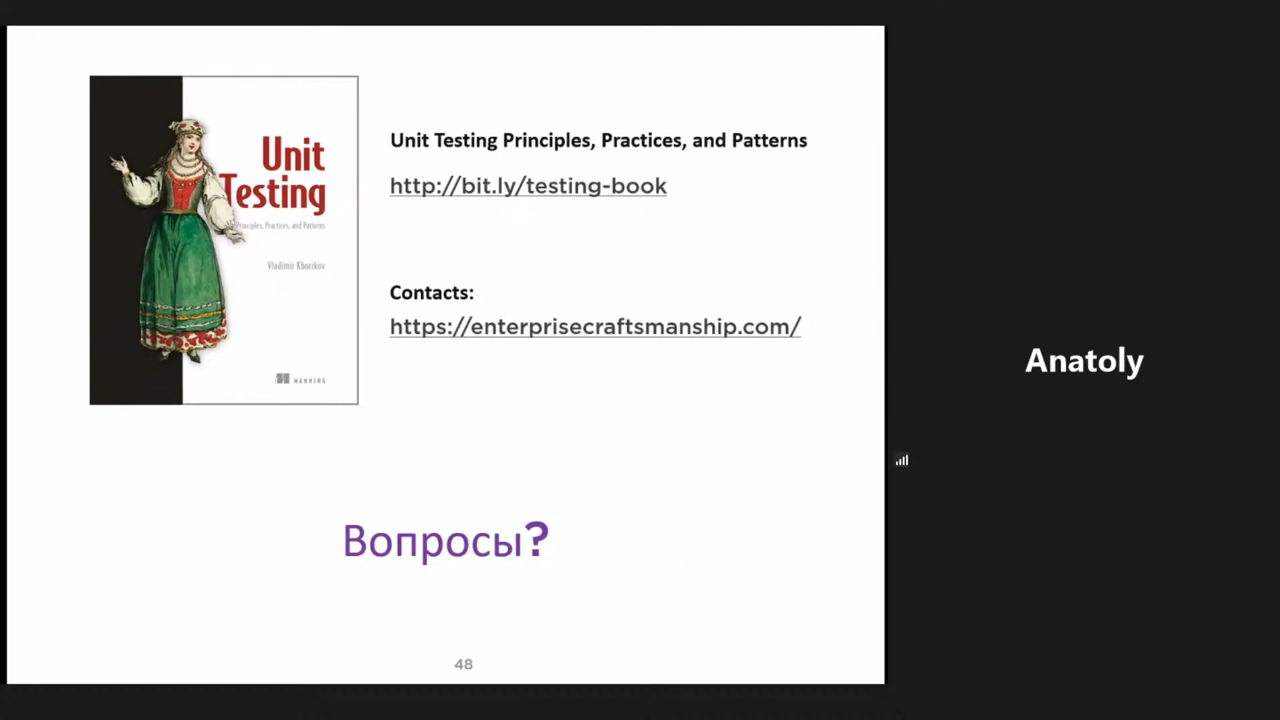 Unit
Testing
Principles, Practices, and Patterns
Vladimir Khorikov
MANNING
Unit Testing Principles, Practices, and Patterns
http://bit.ly/testing-book
Contacts:
https://enterprisecraftsmanship.com/
Вопросы?
48
Anatoly